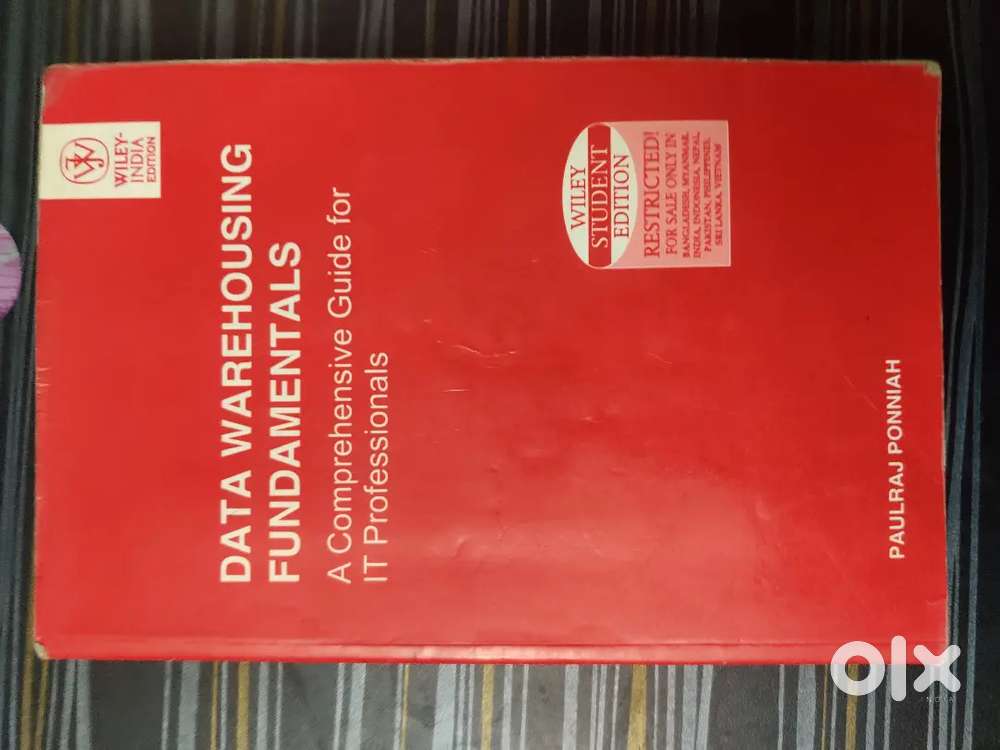 WILEY-
INDIA
EDITION
DATA WAREHOUSING
FUNDAMENTALS
A Comprehensive Guide for
IT Professionals
WILEY
STUDENT
EDITION
RESTRICTED!
FOR SALE ONLY IN
BANGLADESH, MYANMAR,
INDIA, INDONESIA, NEPAL,
PAKISTAN, PHILIPPINES,
SRI LANKA, VIETNAM
PAULRAJ PONNIAH
olx
INDIA